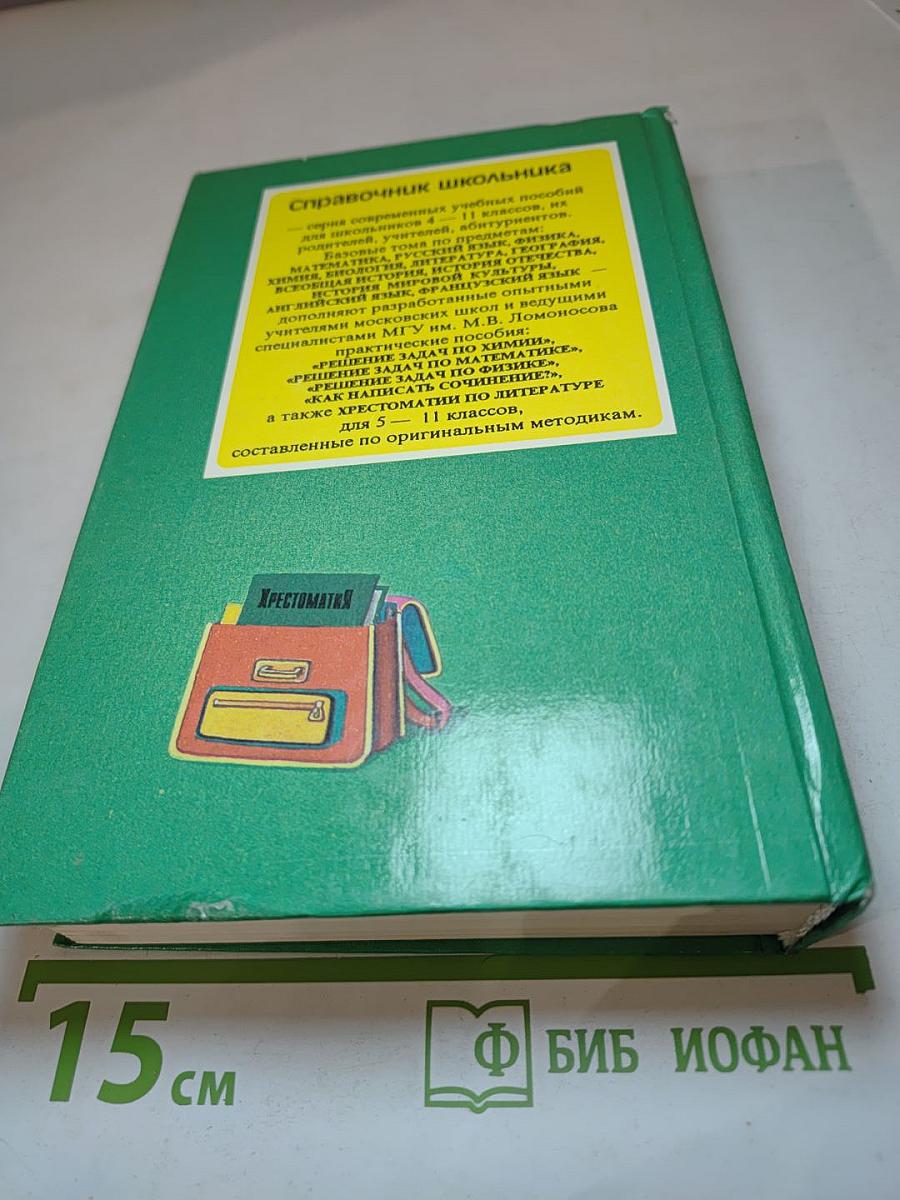 Справочник школьника
— серия современных учебных пособий
для школьников 4 — 11 классов, их
родителей, учителей, абитуриентов.
Базовые тома по предметам:
МАТЕМАТИКА, РУССКИЙ ЯЗЫК, ФИЗИКА,
ХИМИЯ, БИОЛОГИЯ, ЛИТЕРАТУРА, ГЕОГРАФИЯ,
ВСЕОБЩАЯ ИСТОРИЯ, ИСТОРИЯ ОТЕЧЕСТВА,
ИСТОРИЯ МИРОВОЙ КУЛЬТУРЫ,
АНГЛИЙСКИЙ ЯЗЫК, ФРАНЦУЗСКИЙ ЯЗЫК —
дополняют разработанные опытными
учителями московских школ и ведущими
специалистами МГУ им. М.В. Ломоносова
практические пособия:
«РЕШЕНИЕ ЗАДАЧ ПО ХИМИИ»,
«РЕШЕНИЕ ЗАДАЧ ПО МАТЕМАТИКЕ»,
«РЕШЕНИЕ ЗАДАЧ ПО ФИЗИКЕ»,
«КАК НАПИСАТЬ СОЧИНЕНИЕ?»,
а также ХРЕСТОМАТИИ ПО ЛИТЕРАТУРЕ
для 5 — 11 классов,
составленные по оригинальным методикам.
ХРЕСТОМАТИЯ
15 см
Ф БИБ ИОФАН